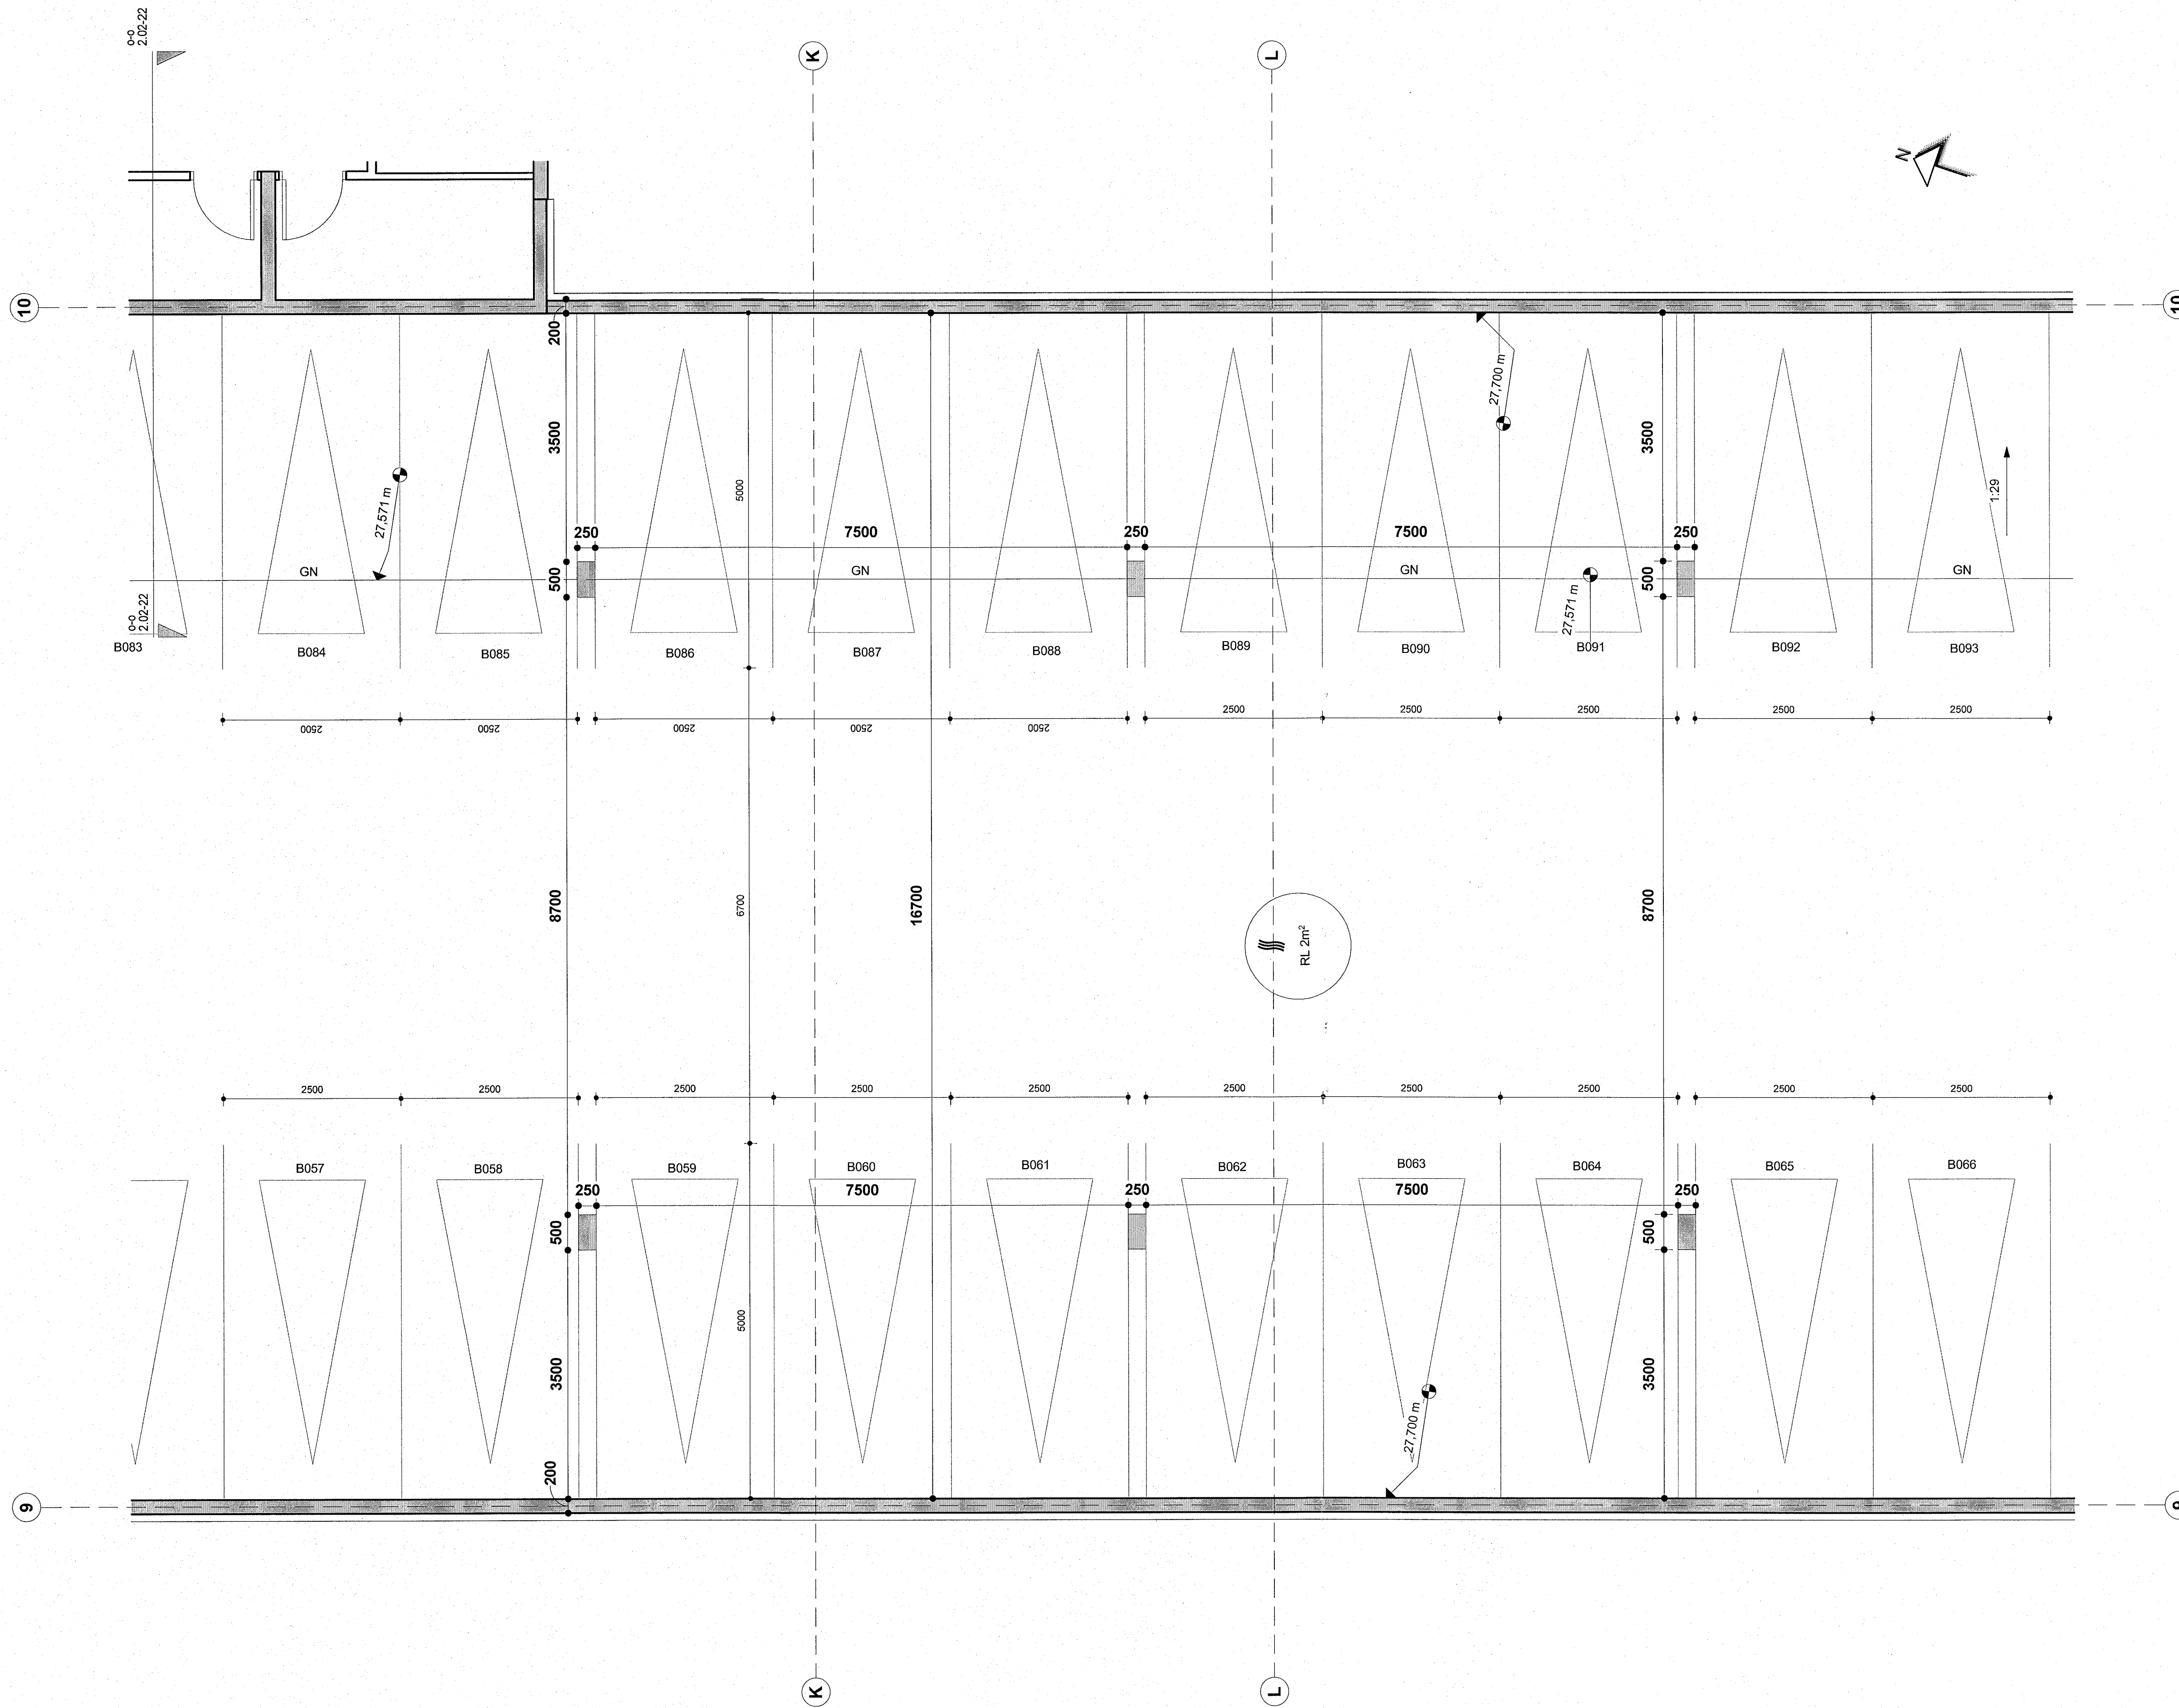 0-0
2.02-22
K
L
N
10
10
200
3500
3500
5000
27,700 m
27,571 m
1:29
250
7500
250
7500
250
GN
GN
GN
GN
500
500
27,571 m
0-0
2.02-22
B083
B084
B085
B086
B087
B088
B089
B090
B091
B092
B093
2500
2500
2500
2500
2500
2500
2500
2500
2500
2500
8700
6700
16700
8700
RL 2m²
2500
2500
2500
2500
2500
2500
2500
2500
2500
2500
B057
B058
B059
B060
B061
B062
B063
B064
B065
B066
250
7500
250
7500
250
500
500
5000
3500
3500
27,700 m
200
9
9
K
L